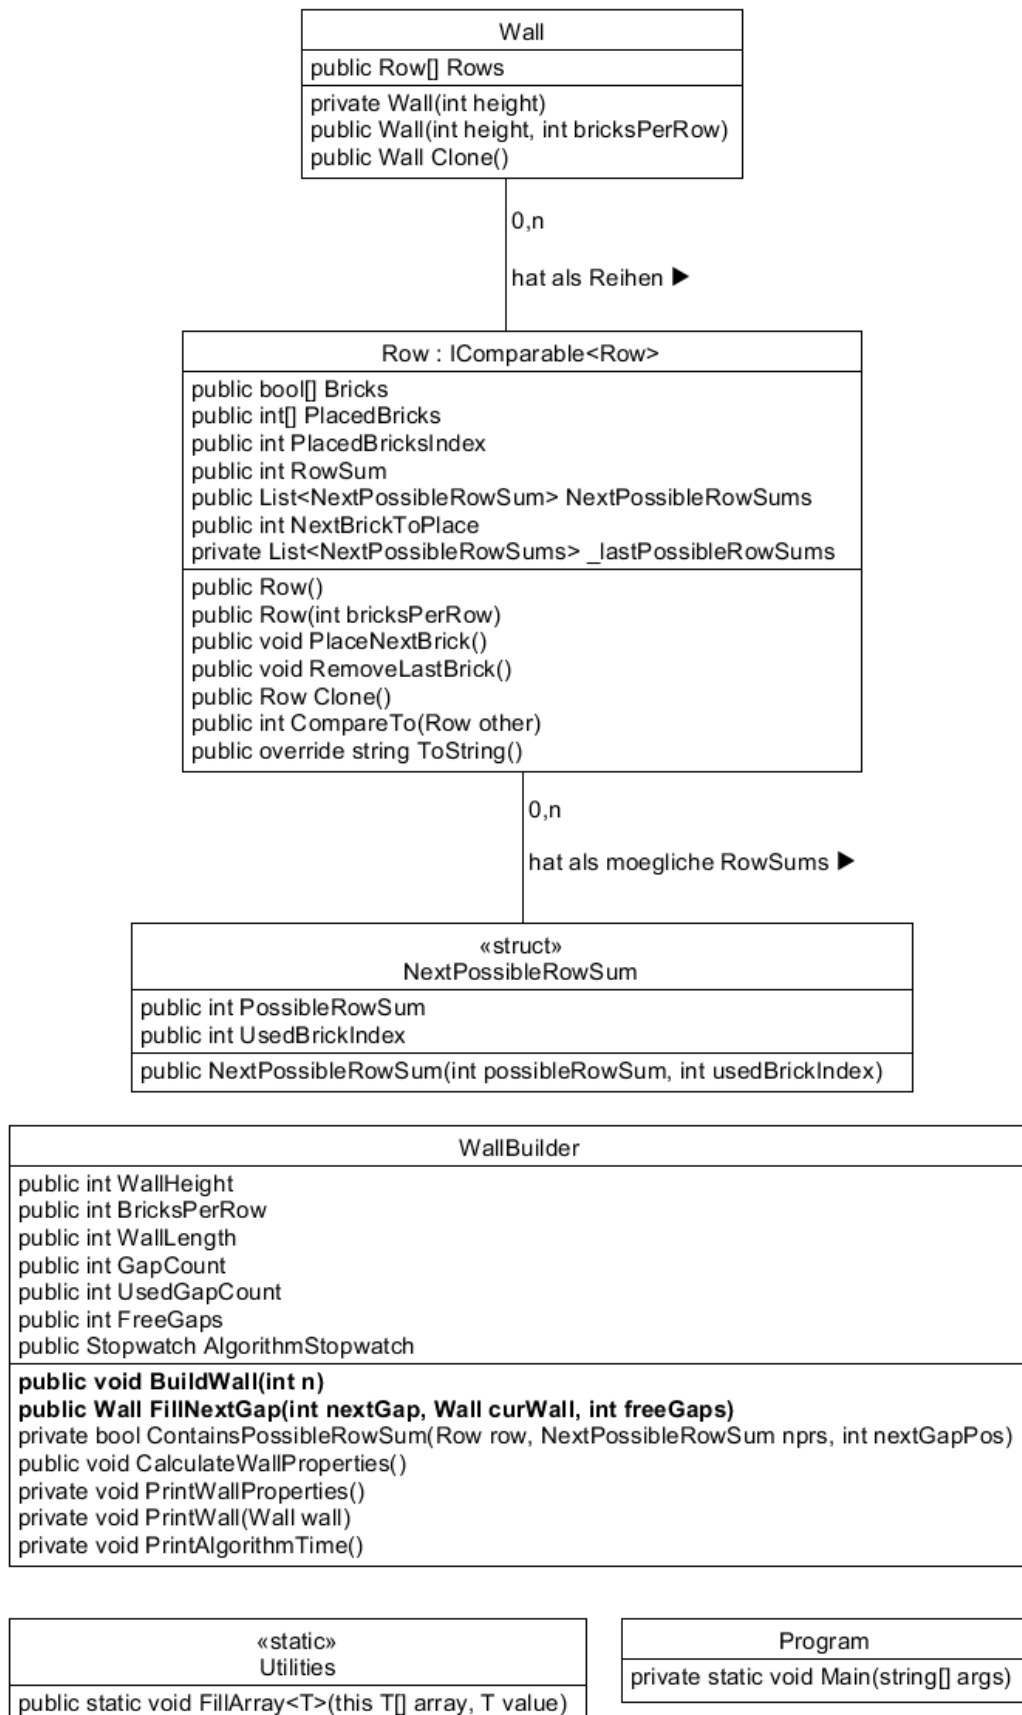 Wall
public Row[] Rows
private Wall(int height)
public Wall(int height, int bricksPerRow)
public Wall Clone()
0,n
hat als Reihen ▶
Row : IComparable<Row>
public bool[] Bricks
public int[] PlacedBricks
public int PlacedBricksIndex
public int RowSum
public List<NextPossibleRowSum> NextPossibleRowSums
public int NextBrickToPlace
private List<NextPossibleRowSums> _lastPossibleRowSums
public Row()
public Row(int bricksPerRow)
public void PlaceNextBrick()
public void RemoveLastBrick()
public Row Clone()
public int CompareTo(Row other)
public override string ToString()
0,n
hat als moegliche RowSums ▶
«struct»
NextPossibleRowSum
public int PossibleRowSum
public int UsedBrickIndex
public NextPossibleRowSum(int possibleRowSum, int usedBrickIndex)
WallBuilder
public int WallHeight
public int BricksPerRow
public int WallLength
public int GapCount
public int UsedGapCount
public int FreeGaps
public Stopwatch AlgorithmStopwatch
public void BuildWall(int n)
public Wall FillNextGap(int nextGap, Wall curWall, int freeGaps)
private bool ContainsPossibleRowSum(Row row, NextPossibleRowSum nprs, int nextGapPos)
public void CalculateWallProperties()
private void PrintWallProperties()
private void PrintWall(Wall wall)
private void PrintAlgorithmTime()
«static»
Utilities
public static void FillArray<T>(this T[] array, T value)
Program
private static void Main(string[] args)